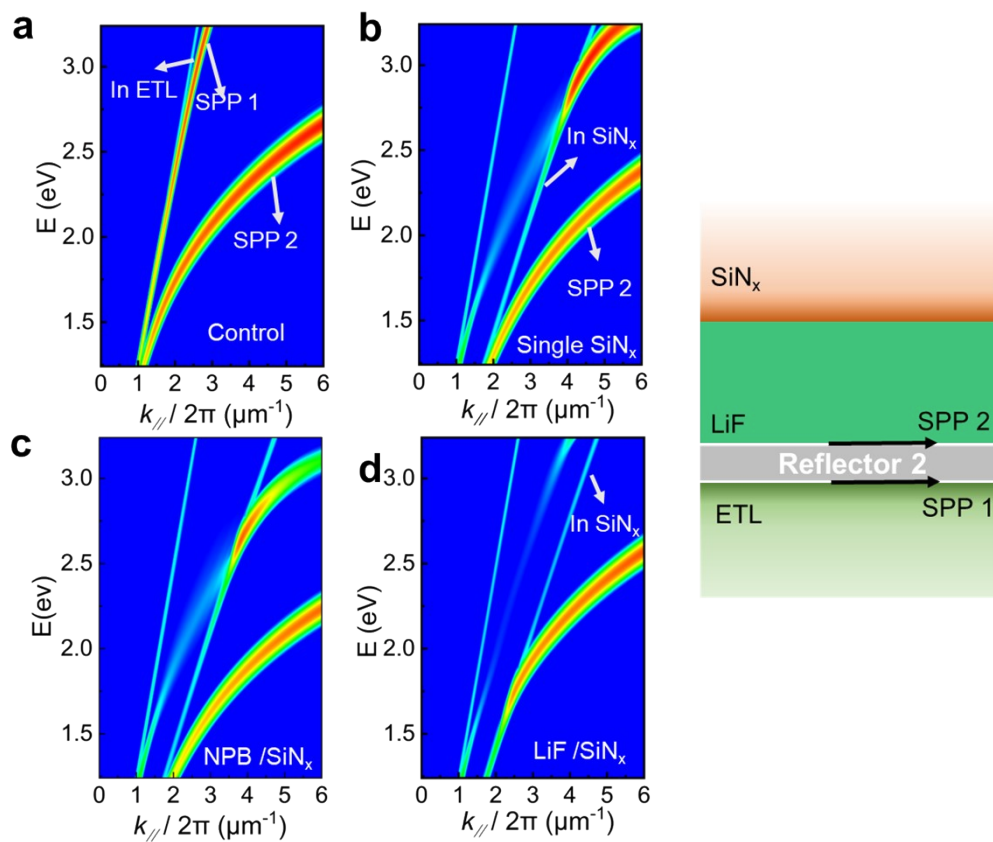 a
3.0
2.5
2.0
1.5
E (eV)
In ETL
SPP 1
SPP 2
Control
0 1 2 3 4 5 6
k// / 2π (μm⁻¹)
b
3.0
2.5
2.0
1.5
E (eV)
In SiNₓ
SPP 2
Single SiNₓ
0 1 2 3 4 5 6
k// / 2π (μm⁻¹)
c
3.0
2.5
2.0
1.5
E(ev)
NPB /SiNₓ
0 1 2 3 4 5 6
k// / 2π (μm⁻¹)
d
3.0
2.5
2.0
1.5
E (eV)
In SiNₓ
LiF /SiNₓ
0 1 2 3 4 5 6
k// / 2π (μm⁻¹)
SiNₓ
LiF
SPP 2
Reflector 2
ETL
SPP 1